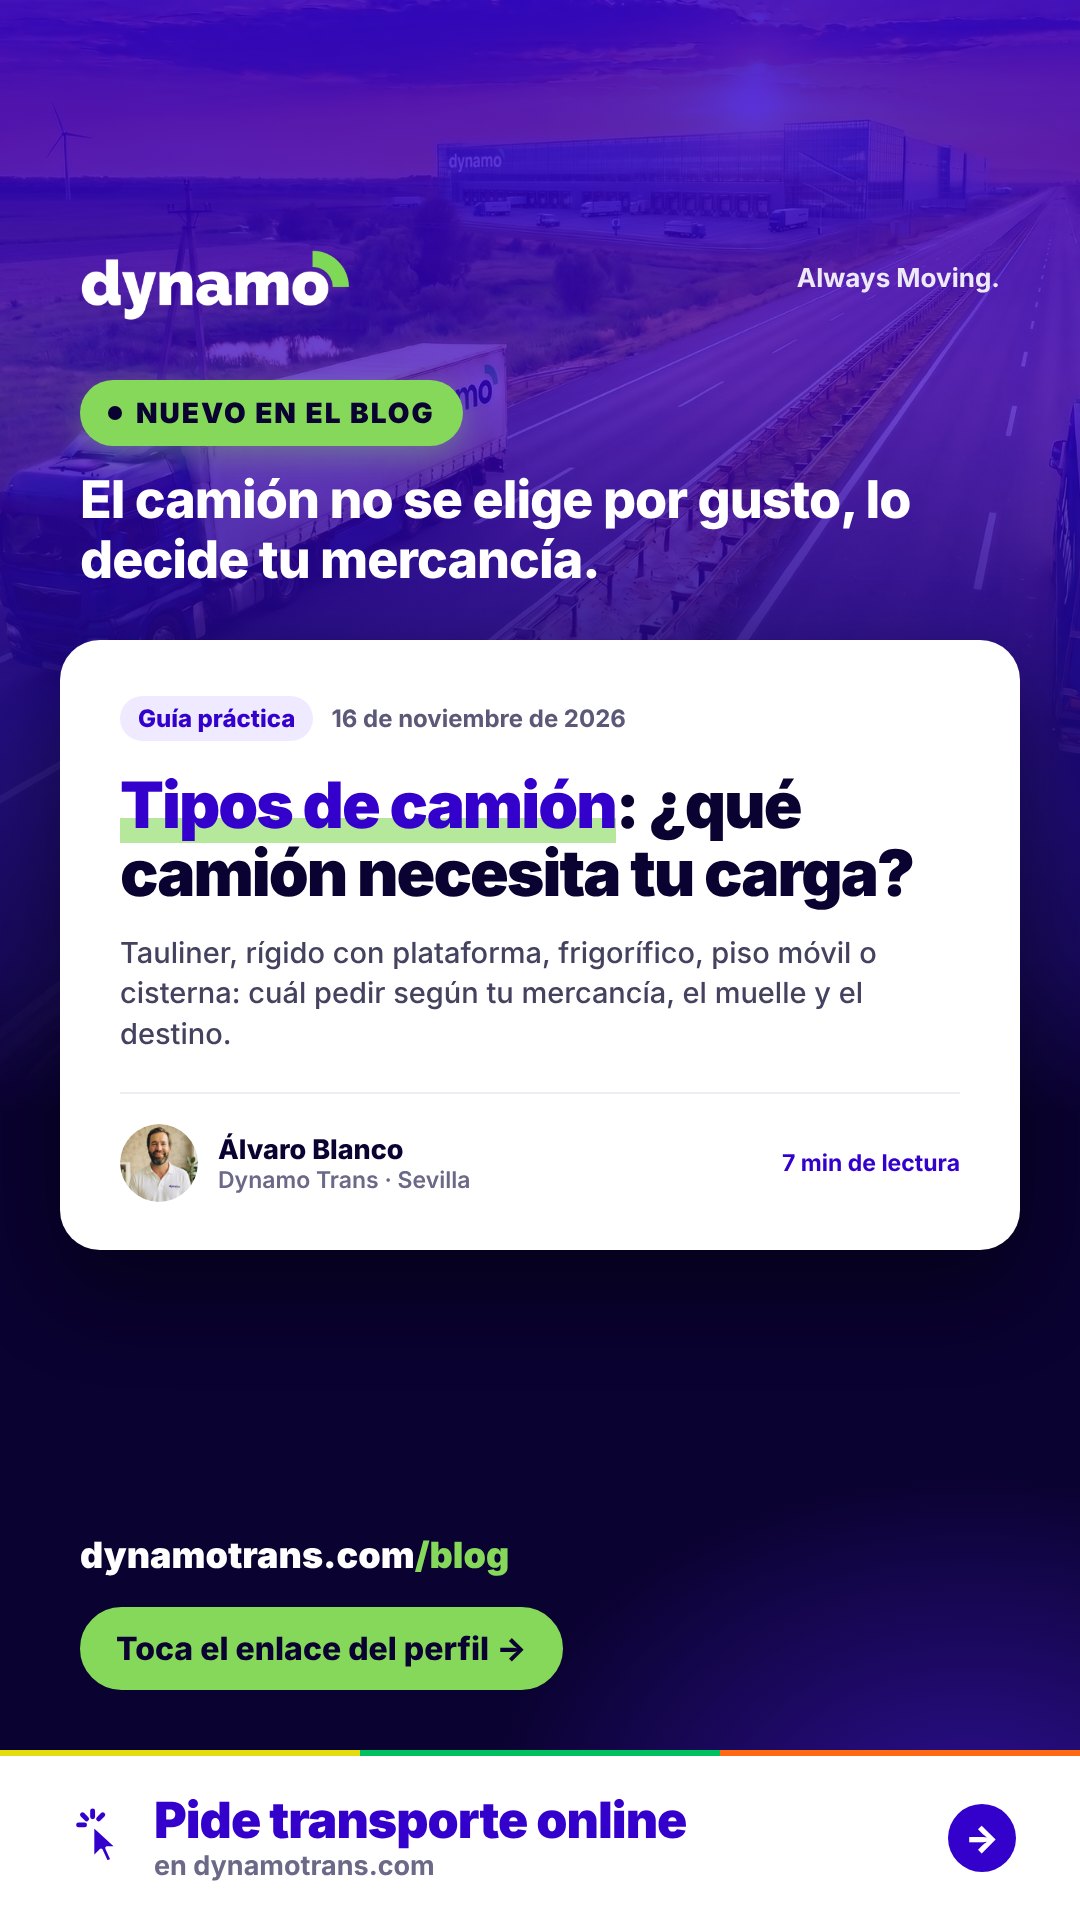 dynamo
dynamo
Always Moving.
mo
NUEVO EN EL BLOG
El camión no se elige por gusto, lo
decide tu mercancía.
Guía práctica 16 de noviembre de 2026
Tipos de camión: ¿qué
camión necesita tu carga?
Tauliner, rígido con plataforma, frigorífico, piso móvil o
cisterna: cuál pedir según tu mercancía, el muelle y el
destino.
Álvaro Blanco
Dynamo Trans · Sevilla
7 min de lectura
dynamotrans.com/blog
Toca el enlace del perfil →
Pide transporte online
en dynamotrans.com